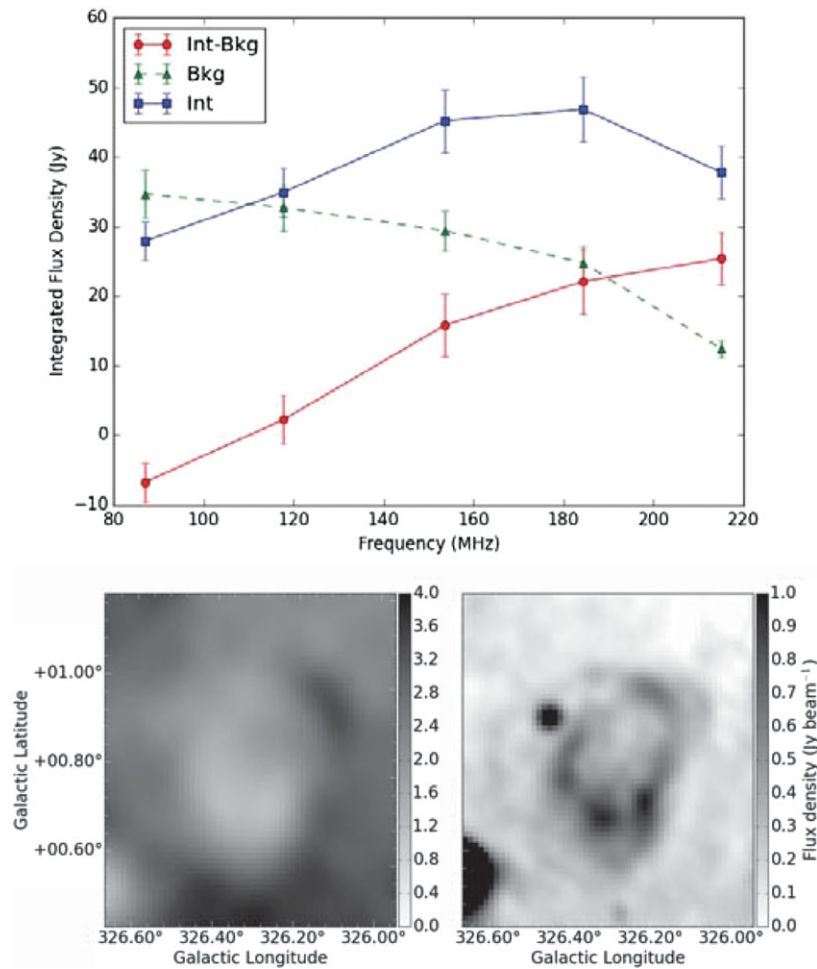 60
50
40
30
20
10
0
−10
80 100 120 140 160 180 200 220
Integrated Flux Density (Jy)
Frequency (MHz)
Int-Bkg
Bkg
Int
+01.00°
+00.80°
+00.60°
Galactic Latitude
326.60° 326.40° 326.20° 326.00°
Galactic Longitude
4.0
3.6
3.2
2.8
2.4
2.0
1.6
1.2
0.8
0.4
0.0
326.60° 326.40° 326.20° 326.00°
Galactic Longitude
1.0
0.9
0.8
0.7
0.6
0.5
0.4
0.3
0.2
0.1
0.0
Flux density (Jy beam⁻¹)